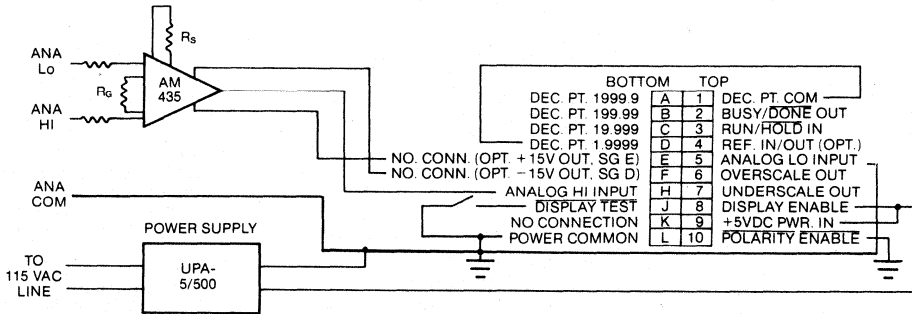 RS
ANA
Lo
AM
435
RG
ANA
HI
BOTTOM TOP
DEC. PT. 1999.9 A 1 DEC. PT. COM
DEC. PT. 199.99 B 2 BUSY/DONE OUT
DEC. PT. 19.999 C 3 RUN/HOLD IN
DEC. PT. 1.9999 D 4 REF. IN/OUT (OPT.)
NO. CONN. (OPT. +15V OUT, SG E) E 5 ANALOG LO INPUT
NO. CONN. (OPT. −15V OUT, SG D) F 6 OVERSCALE OUT
ANALOG HI INPUT H 7 UNDERSCALE OUT
DISPLAY TEST J 8 DISPLAY ENABLE
NO CONNECTION K 9 +5VDC PWR. IN
POWER COMMON L 10 POLARITY ENABLE
ANA
COM
POWER SUPPLY
TO
115 VAC
LINE
UPA-
5/500